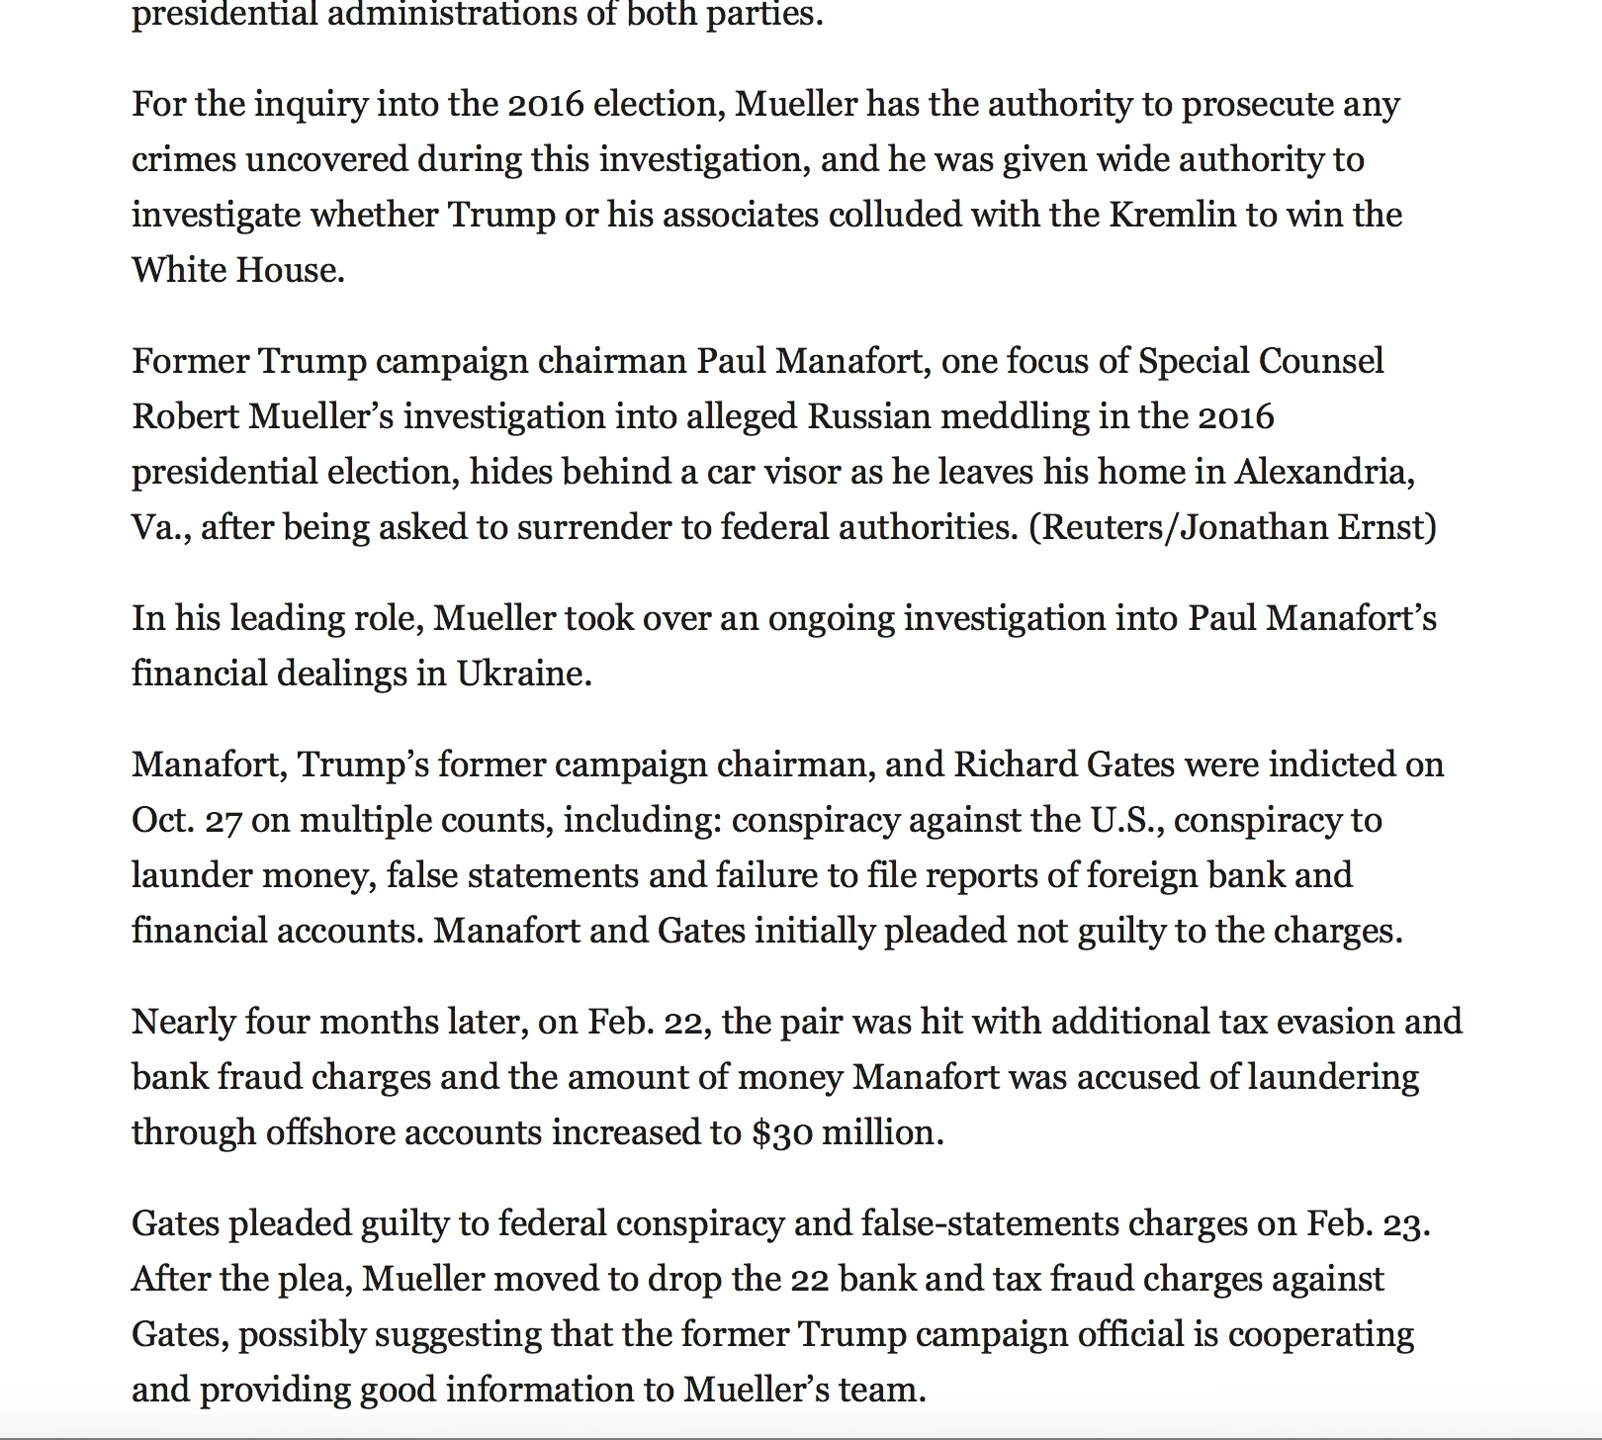 presidential administrations of both parties.
For the inquiry into the 2016 election, Mueller has the authority to prosecute any
crimes uncovered during this investigation, and he was given wide authority to
investigate whether Trump or his associates colluded with the Kremlin to win the
White House.
Former Trump campaign chairman Paul Manafort, one focus of Special Counsel
Robert Mueller’s investigation into alleged Russian meddling in the 2016
presidential election, hides behind a car visor as he leaves his home in Alexandria,
Va., after being asked to surrender to federal authorities. (Reuters/Jonathan Ernst)
In his leading role, Mueller took over an ongoing investigation into Paul Manafort’s
financial dealings in Ukraine.
Manafort, Trump’s former campaign chairman, and Richard Gates were indicted on
Oct. 27 on multiple counts, including: conspiracy against the U.S., conspiracy to
launder money, false statements and failure to file reports of foreign bank and
financial accounts. Manafort and Gates initially pleaded not guilty to the charges.
Nearly four months later, on Feb. 22, the pair was hit with additional tax evasion and
bank fraud charges and the amount of money Manafort was accused of laundering
through offshore accounts increased to $30 million.
Gates pleaded guilty to federal conspiracy and false-statements charges on Feb. 23.
After the plea, Mueller moved to drop the 22 bank and tax fraud charges against
Gates, possibly suggesting that the former Trump campaign official is cooperating
and providing good information to Mueller’s team.